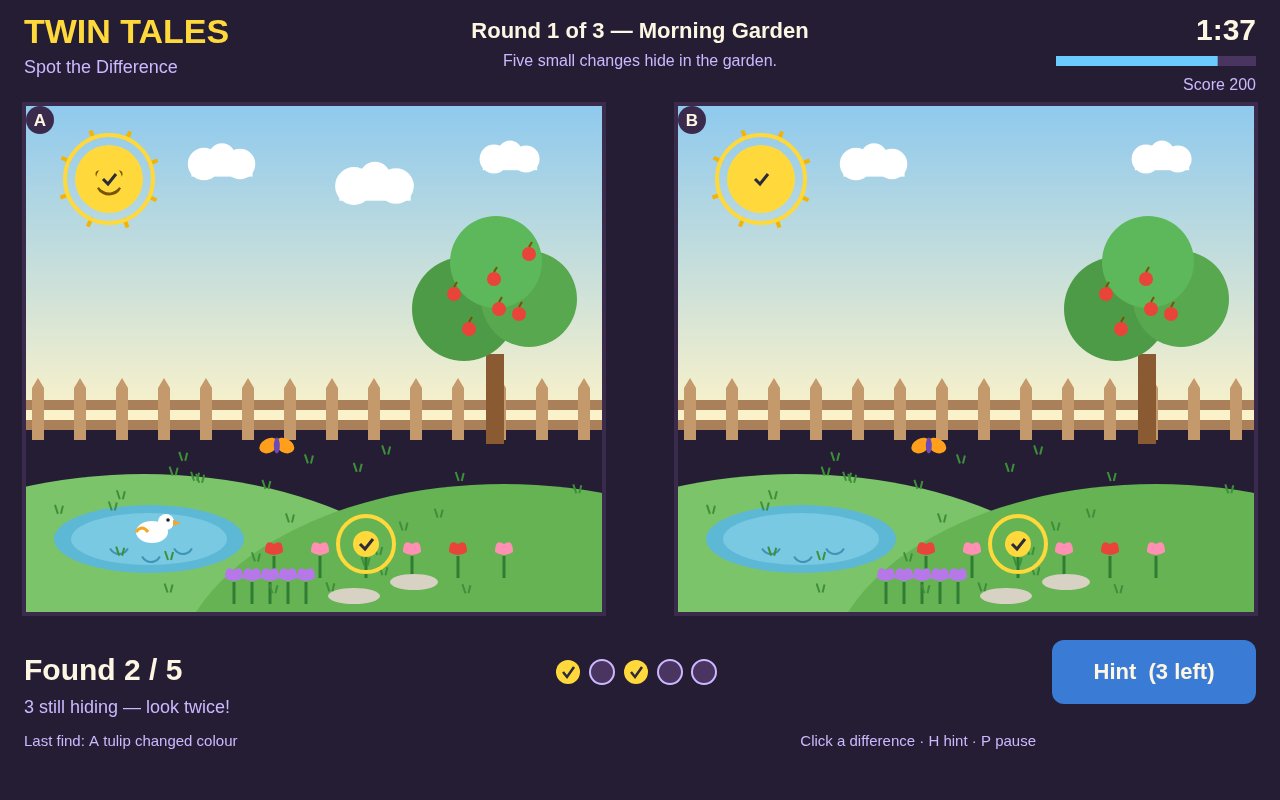 TWIN TALES
Spot the Difference
Round 1 of 3 — Morning Garden
Five small changes hide in the garden.
1:37
Score 200
A
B
Found 2 / 5
3 still hiding — look twice!
Last find: A tulip changed colour
Hint (3 left)
Click a difference · H hint · P pause